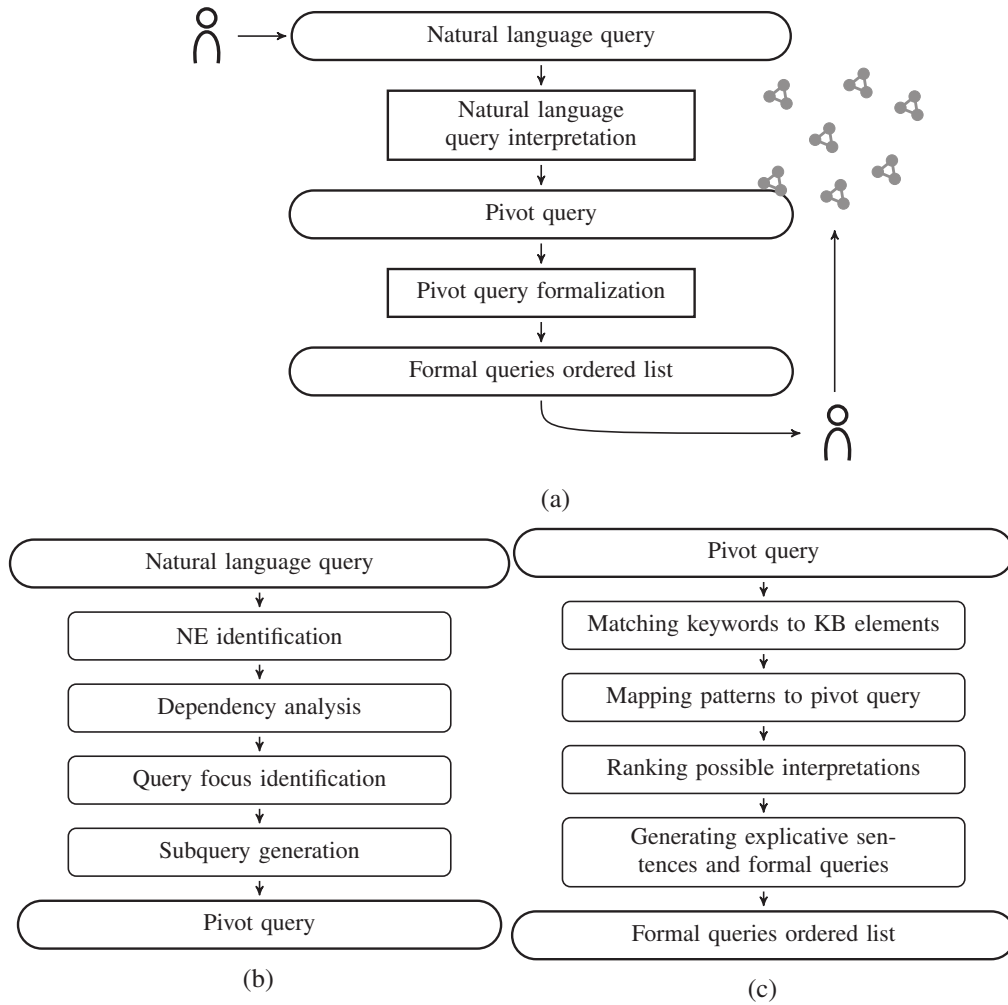 Natural language query
Natural language
query interpretation
Pivot query
Pivot query formalization
Formal queries ordered list
(a)
Natural language query
NE identification
Dependency analysis
Query focus identification
Subquery generation
Pivot query
(b)
Pivot query
Matching keywords to KB elements
Mapping patterns to pivot query
Ranking possible interpretations
Generating explicative sen-
tences and formal queries
Formal queries ordered list
(c)